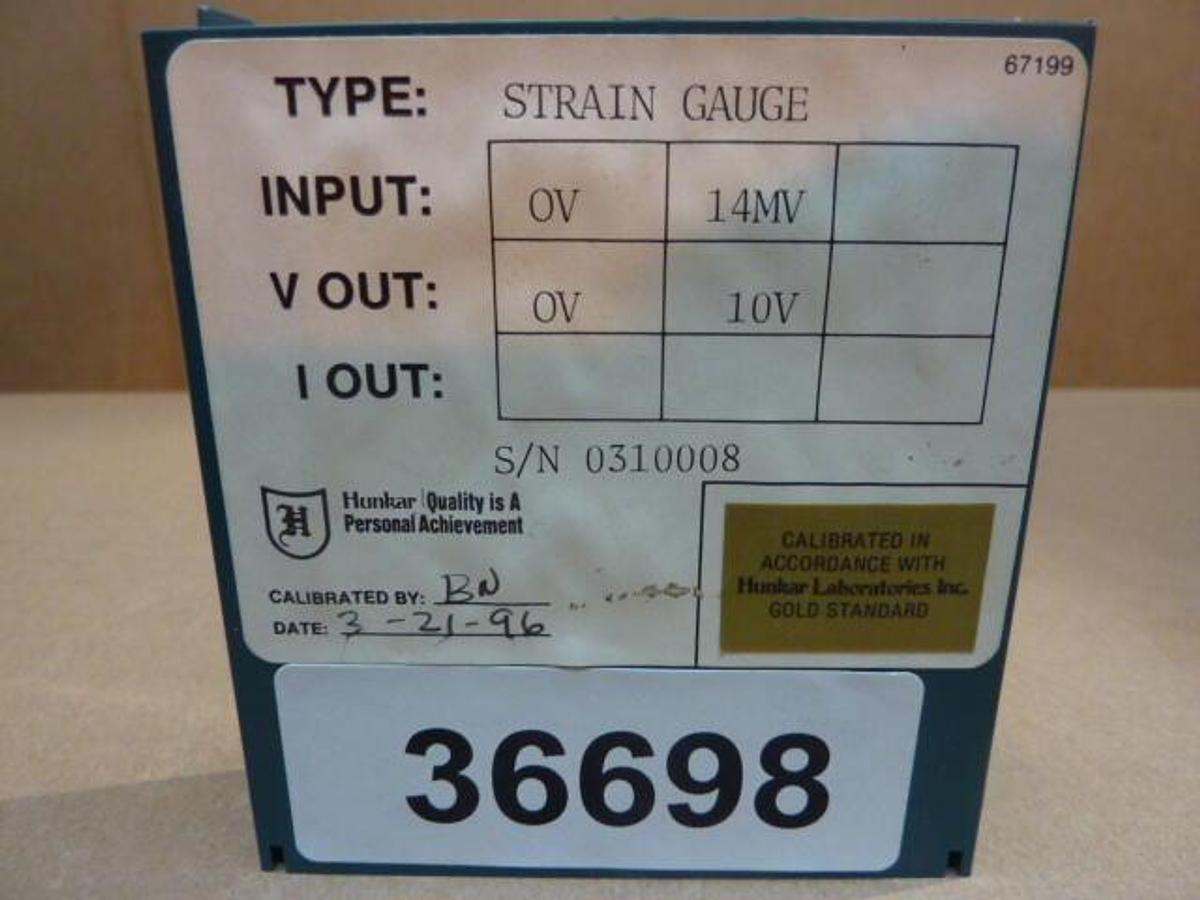 67199
TYPE: STRAIN GAUGE
INPUT: 0V 14MV
V OUT: 0V 10V
I OUT:
S/N 0310008
H
Hunkar Quality is A
Personal Achievement
CALIBRATED BY: BN
DATE: 3-21-96
CALIBRATED IN
ACCORDANCE WITH
Hunkar Laboratories Inc.
GOLD STANDARD
36698